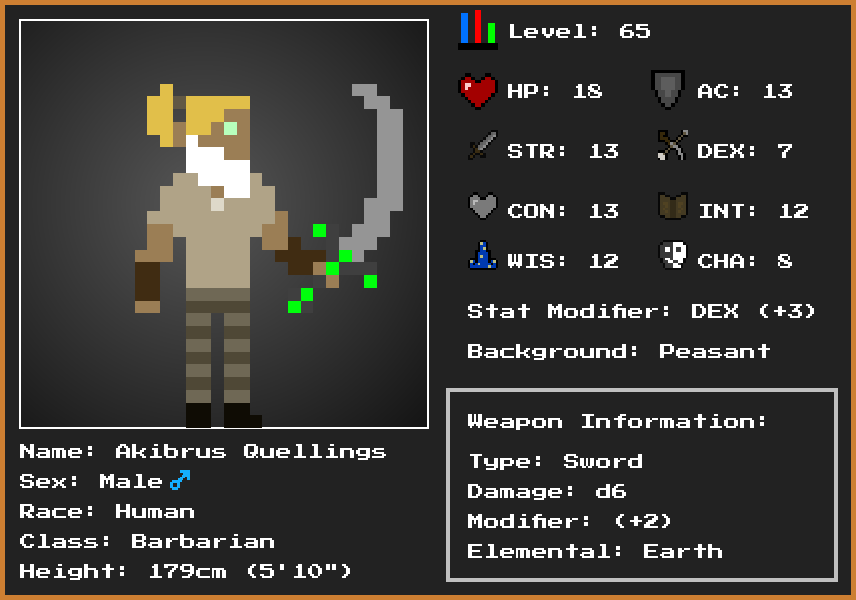 Level: 65
HP: 18 AC: 13
STR: 13 DEX: 7
CON: 13 INT: 12
WIS: 12 CHA: 8
Stat Modifier: DEX (+3)
Background: Peasant
Weapon Information:
Type: Sword
Damage: d6
Modifier: (+2)
Elemental: Earth
Name: Akibrus Quellings
Sex: Male♂
Race: Human
Class: Barbarian
Height: 179cm (5'10")